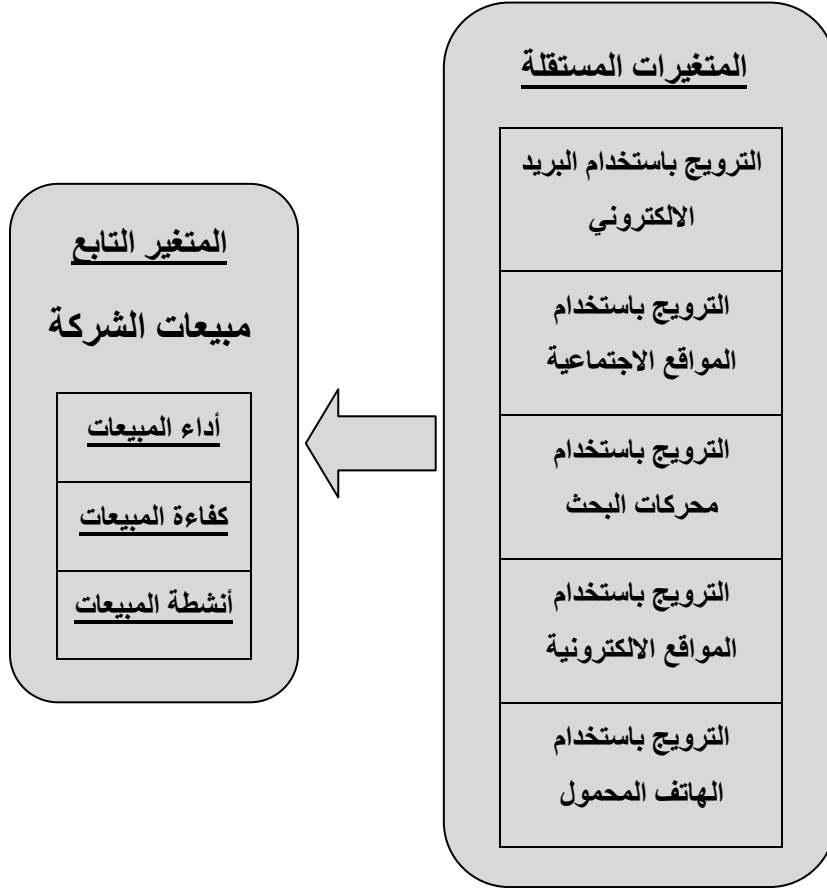 المتغيرات المستقلة
الترويج باستخدام البريد
الالكتروني
الترويج باستخدام
المواقع الاجتماعية
الترويج باستخدام
محركات البحث
الترويج باستخدام
المواقع الالكترونية
الترويج باستخدام
الهاتف المحمول
المتغير التابع
مبيعات الشركة
أداء المبيعات
كفاءة المبيعات
أنشطة المبيعات